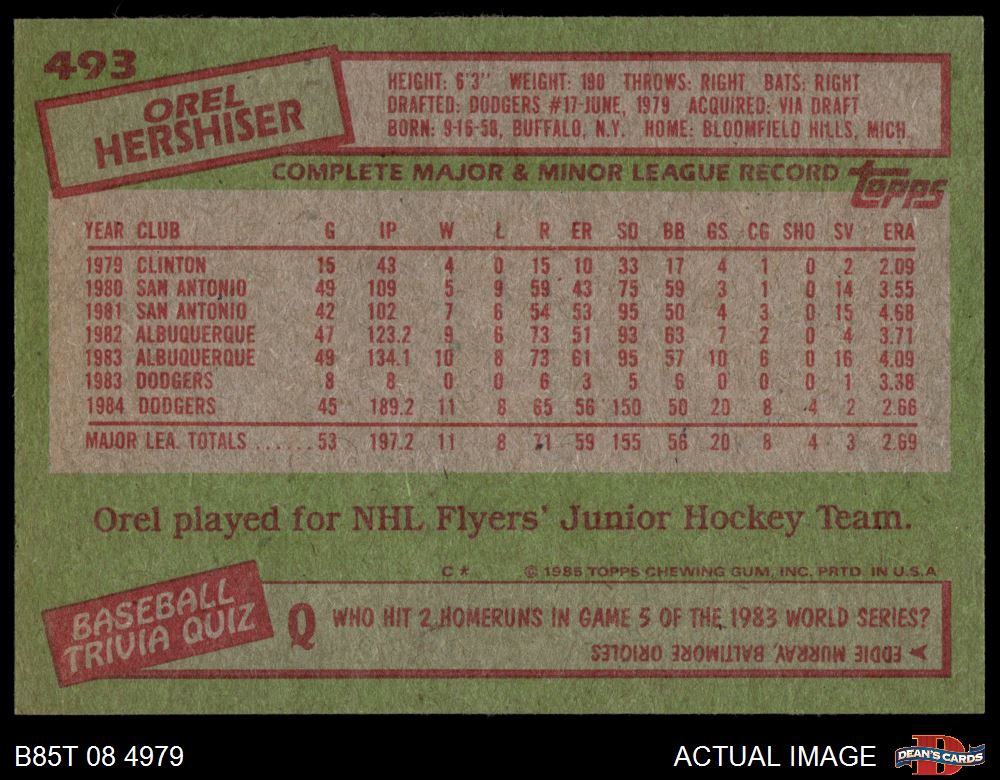 493
OREL
HERSHISER
HEIGHT: 6'3" WEIGHT: 190 THROWS: RIGHT BATS: RIGHT
DRAFTED: DODGERS #17-JUNE, 1979 ACQUIRED: VIA DRAFT
BORN: 9-16-58, BUFFALO, N.Y. HOME: BLOOMFIELD HILLS, MICH.
COMPLETE MAJOR & MINOR LEAGUE RECORD topps
YEAR CLUB G IP W L R ER SO BB GS CG SHO SV ERA
1979 CLINTON 15 43 4 0 15 10 33 17 4 1 0 2 2.09
1980 SAN ANTONIO 49 109 5 9 59 43 75 59 3 1 0 14 3.55
1981 SAN ANTONIO 42 102 7 6 54 53 95 50 4 3 0 15 4.68
1982 ALBUQUERQUE 47 123.2 9 6 73 51 93 63 7 2 0 4 3.71
1983 ALBUQUERQUE 49 134.1 10 8 73 61 95 57 10 6 0 16 4.09
1983 DODGERS 8 8 0 0 6 3 5 6 0 0 0 1 3.38
1984 DODGERS 45 189.2 11 8 65 56 150 50 20 8 4 2 2.66
MAJOR LEA. TOTALS ...... 53 197.2 11 8 71 59 155 56 20 8 4 3 2.69
Orel played for NHL Flyers' Junior Hockey Team.
C* © 1985 TOPPS CHEWING GUM, INC. PRTD. IN U.S.A.
BASEBALL
TRIVIA QUIZ
Q WHO HIT 2 HOMERUNS IN GAME 5 OF THE 1983 WORLD SERIES?
EDDIE MURRAY, BALTIMORE ORIOLES
B85T 08 4979 ACTUAL IMAGE D DEAN'S CARDS